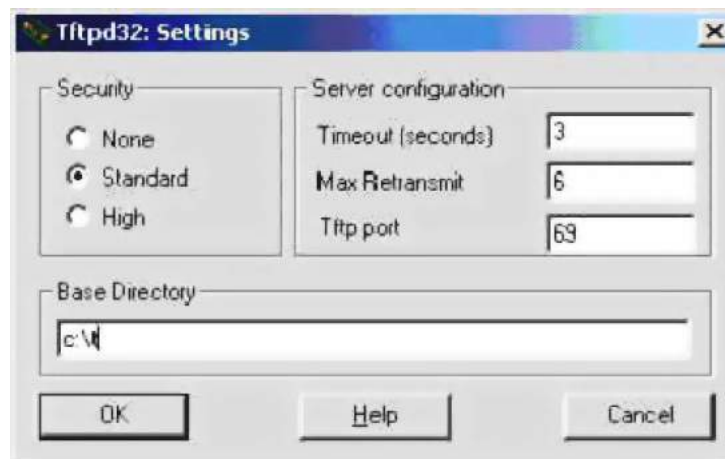 Tftpd32: Settings
Security
None
Standard
High
Server configuration
Timeout (seconds)
3
Max Retransmit
6
Tftp port
69
Base Directory
c:\t
OK
Help
Cancel